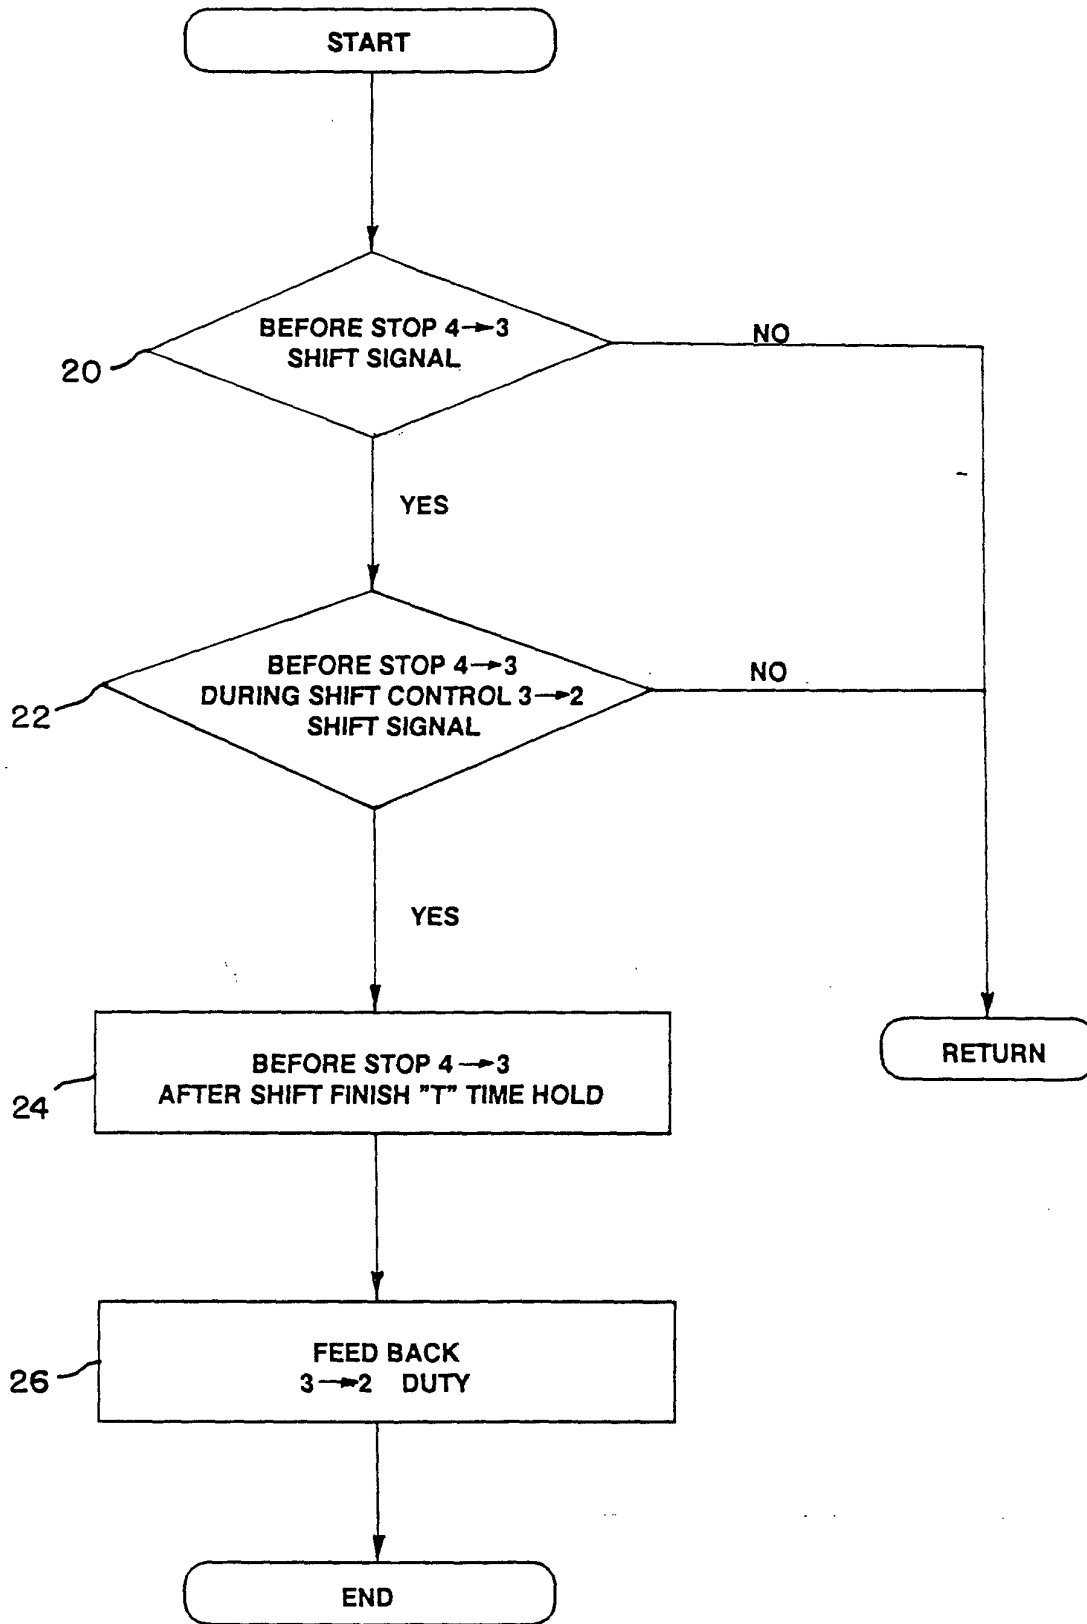 START
BEFORE STOP 4→3
SHIFT SIGNAL
NO
20
YES
BEFORE STOP 4→3
DURING SHIFT CONTROL 3→2
SHIFT SIGNAL
NO
22
YES
BEFORE STOP 4→3
AFTER SHIFT FINISH "T" TIME HOLD
24
RETURN
FEED BACK
3→2 DUTY
26
END